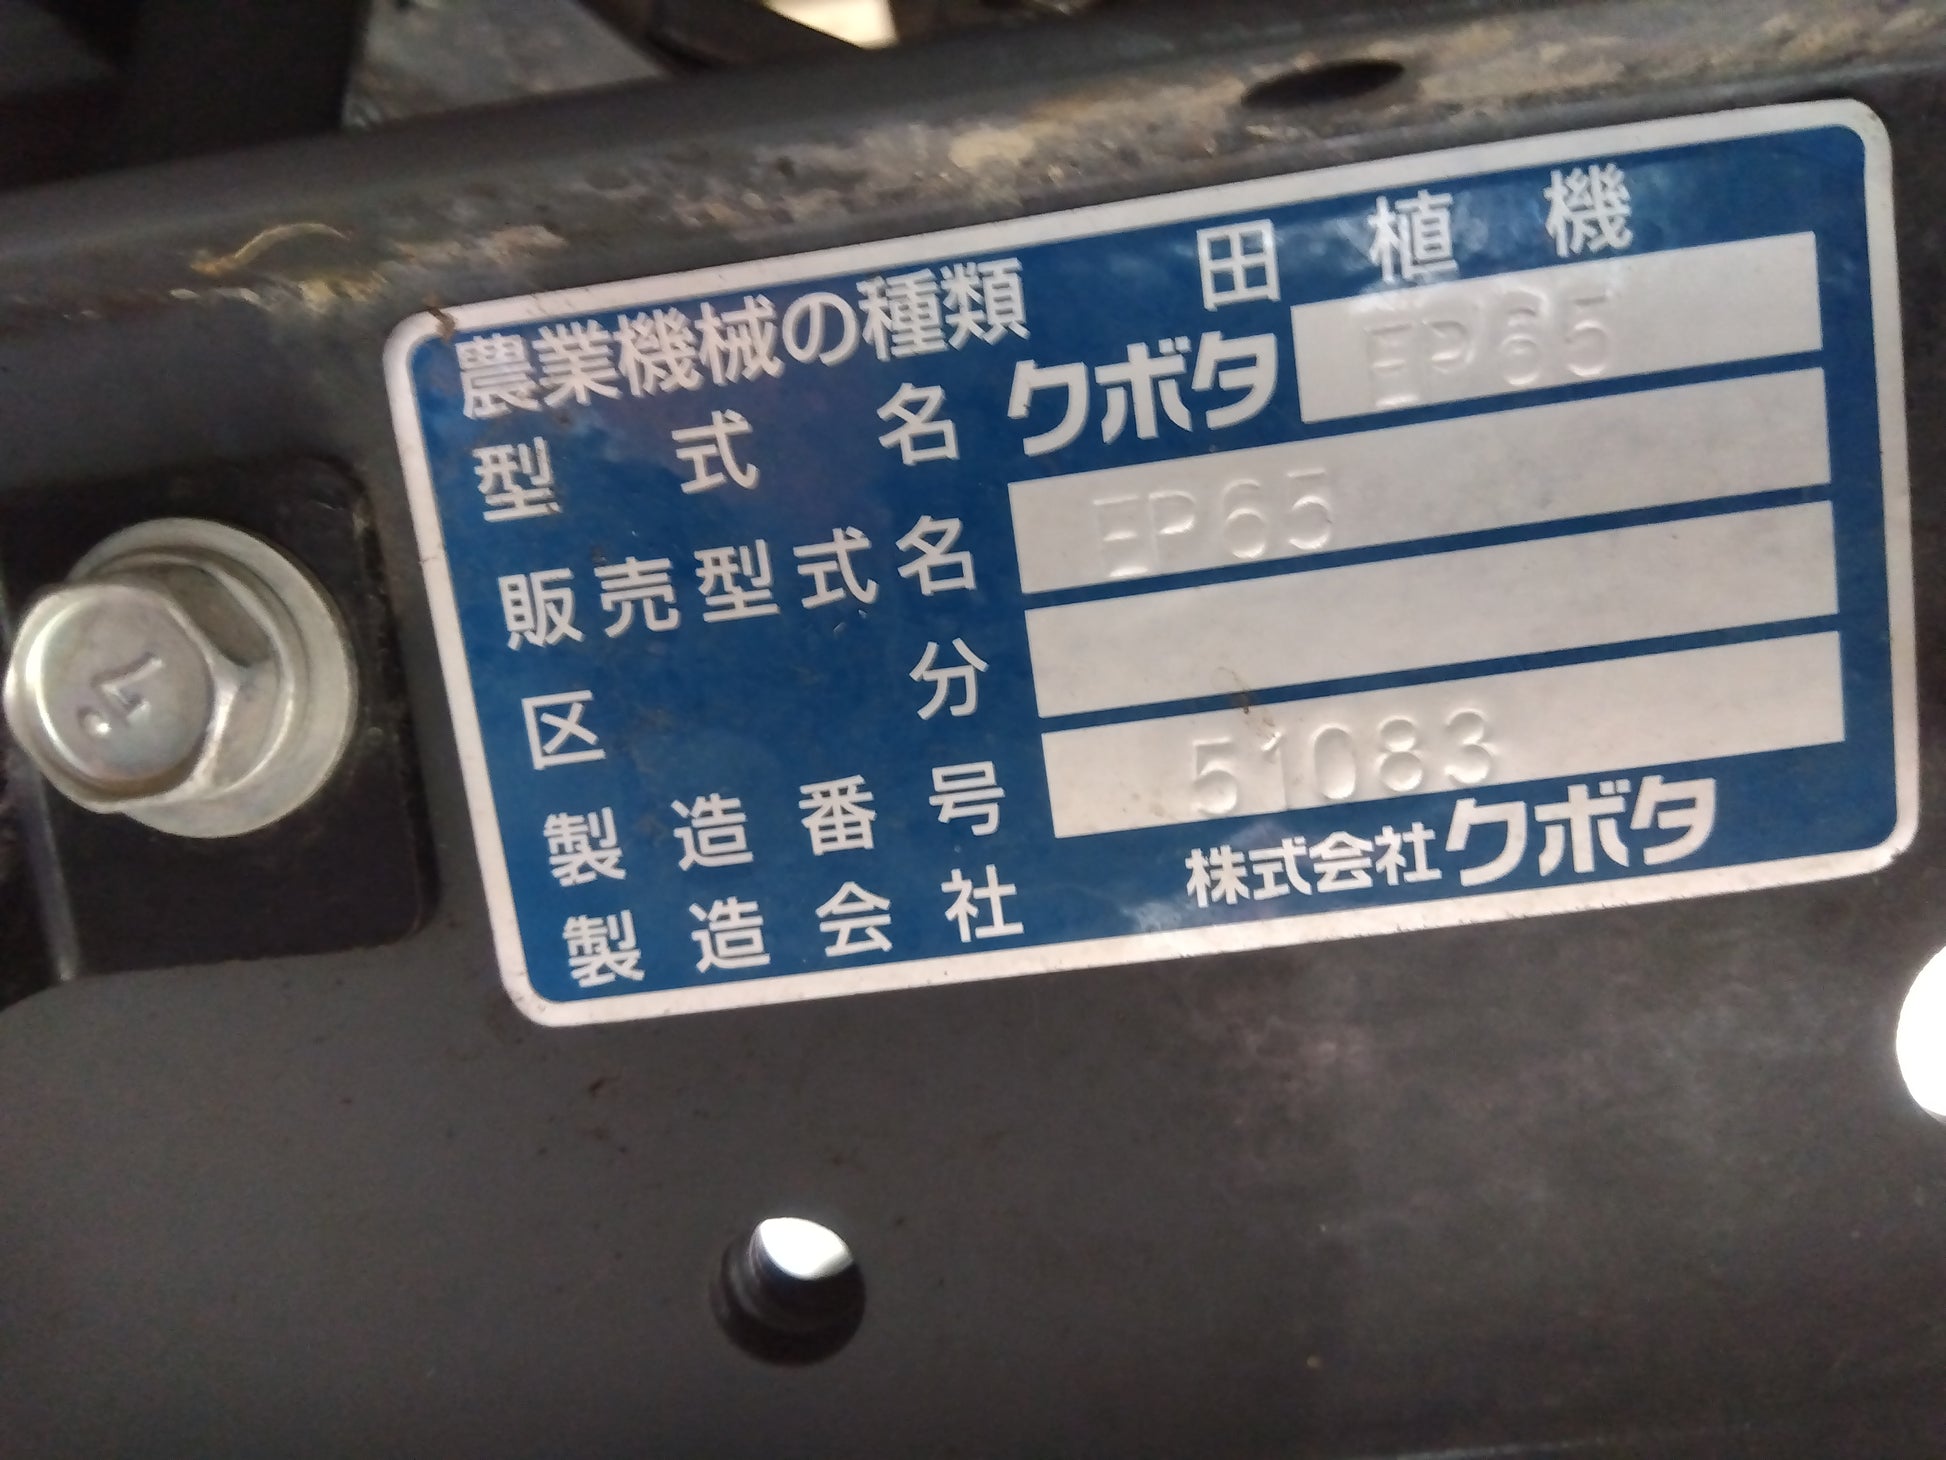 農業機械の種類 田植機
型式名 クボタ EP65
販売型式名 EP65
区分
製造番号 51083
製造会社 株式会社クボタ
7